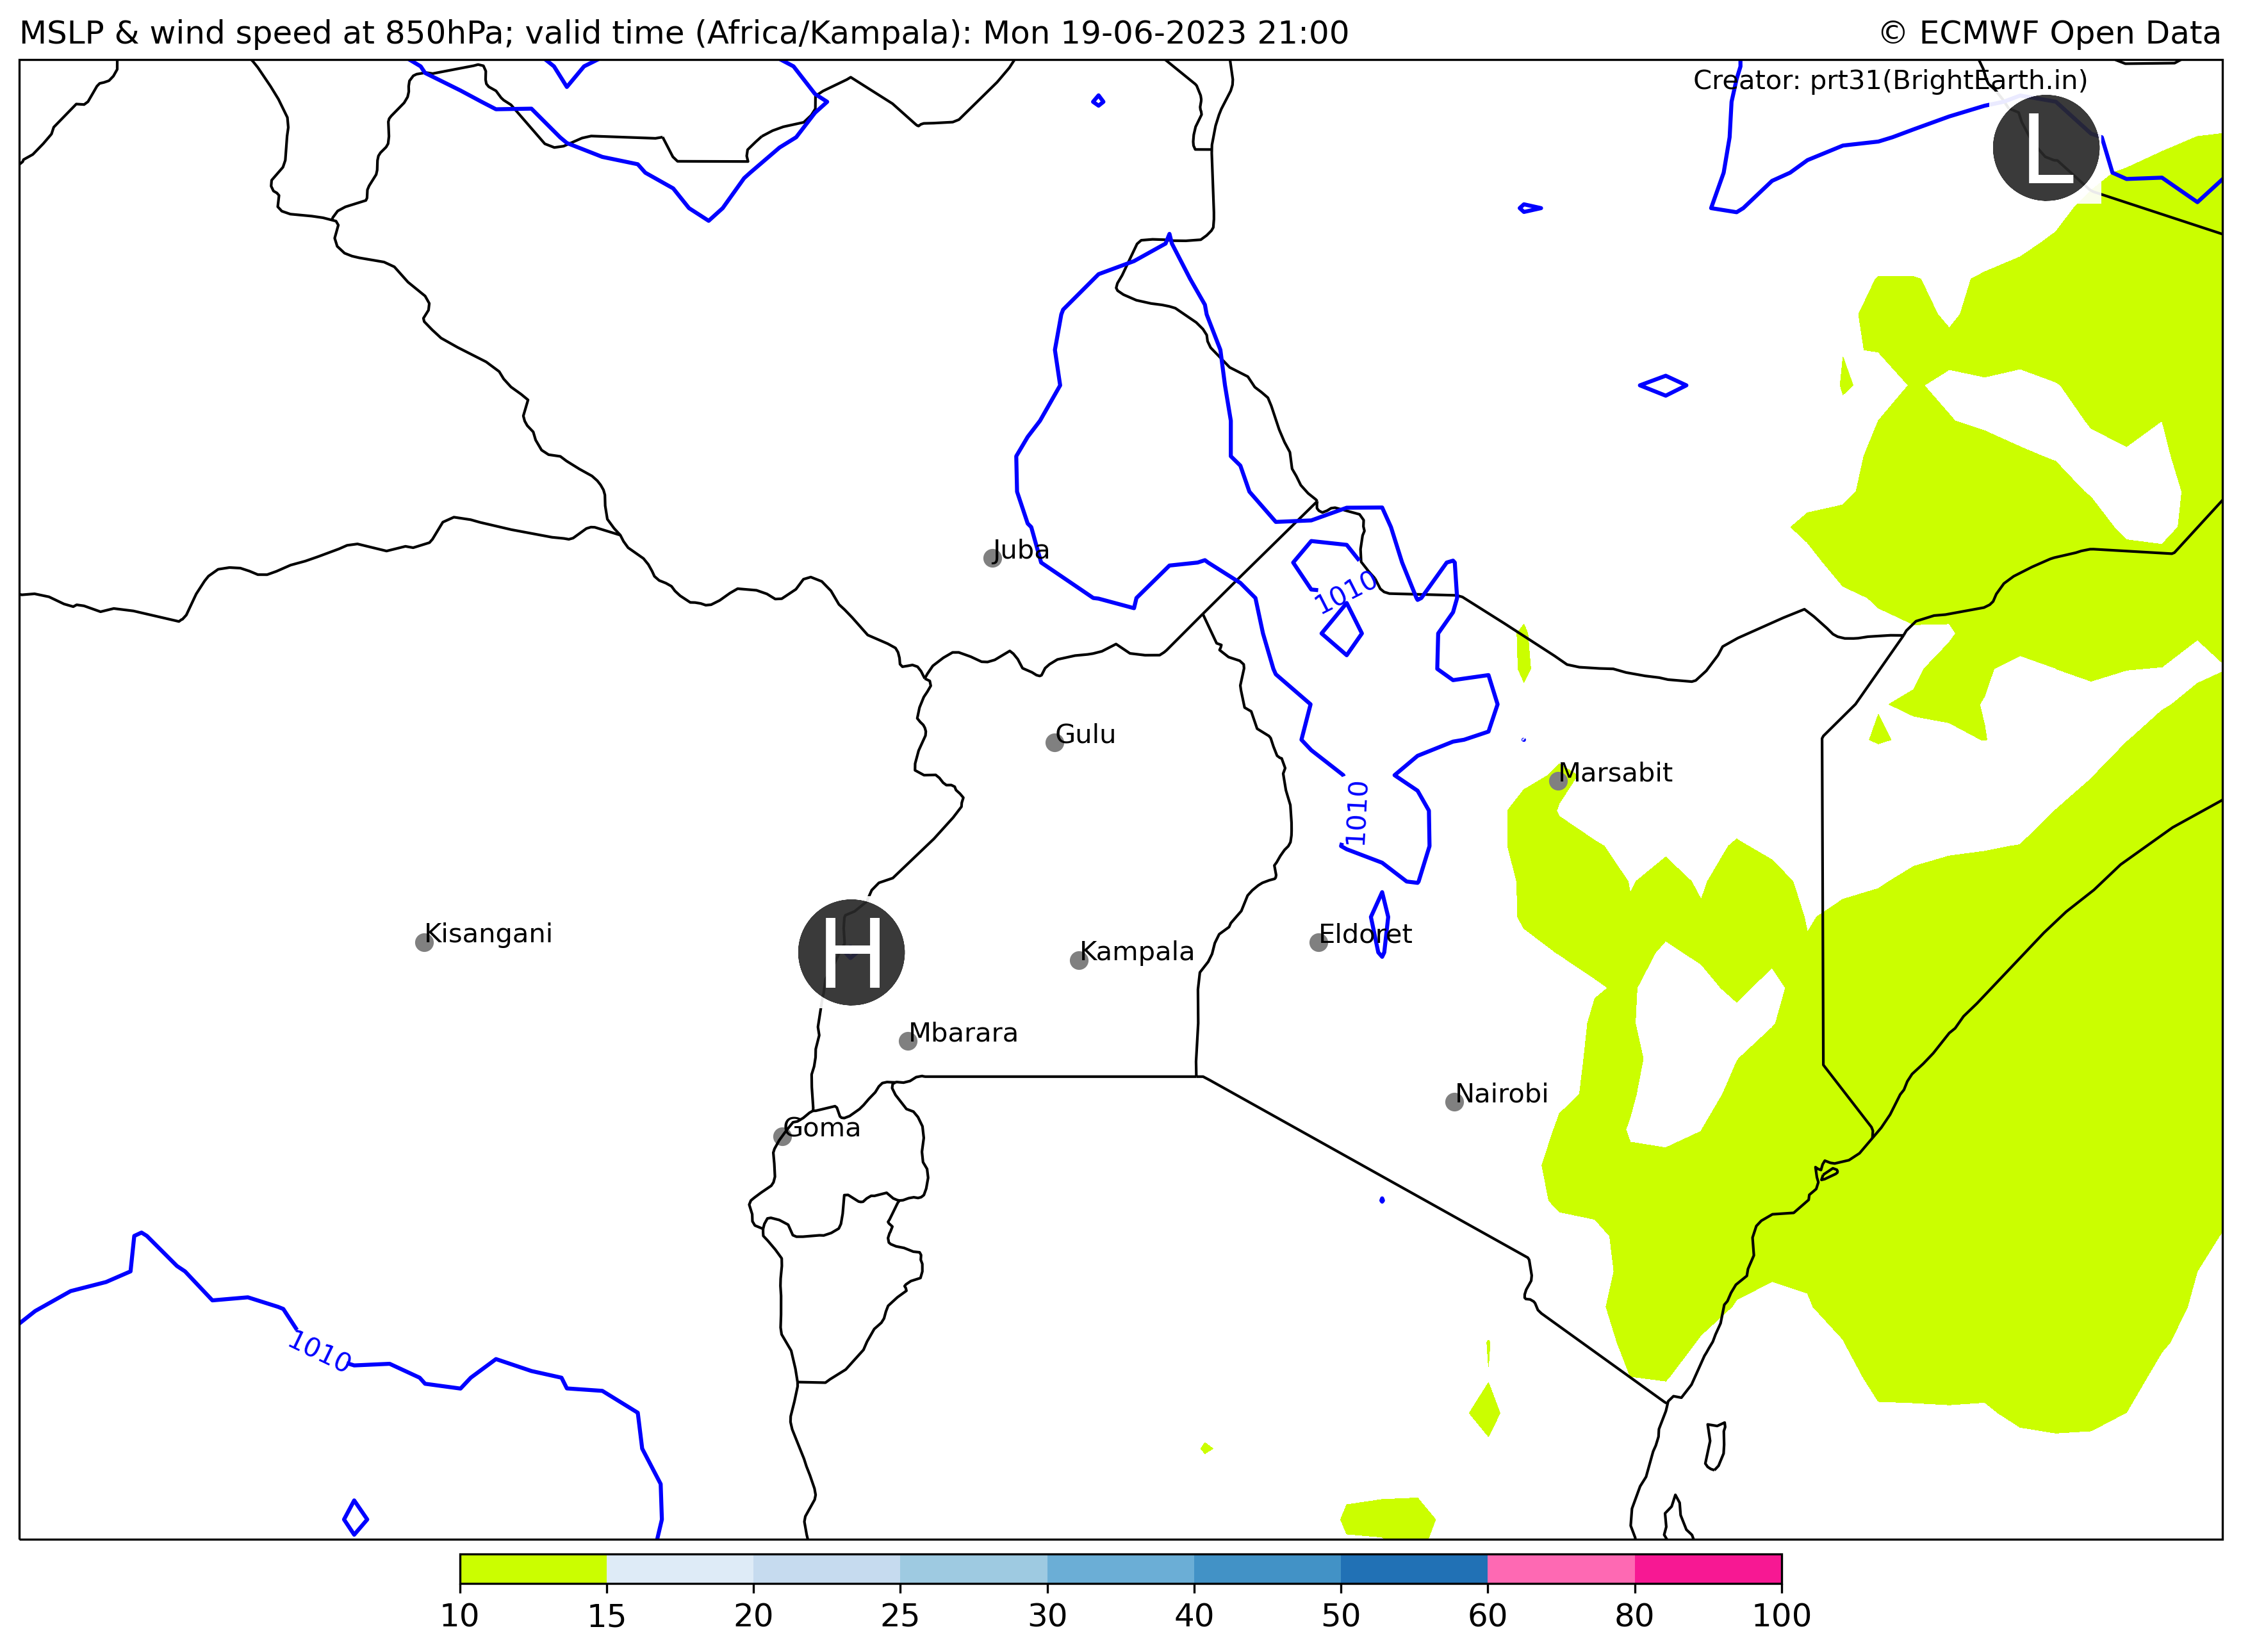 MSLP & wind speed at 850hPa; valid time (Africa/Kampala): Mon 19-06-2023 21:00
© ECMWF Open Data
Creator: prt31(BrightEarth.in)
L
Juba
1010
Gulu
Marsabit
1010
Kisangani
H
Kampala
Eldoret
Mbarara
Nairobi
Goma
1010
10 15 20 25 30 40 50 60 80 100